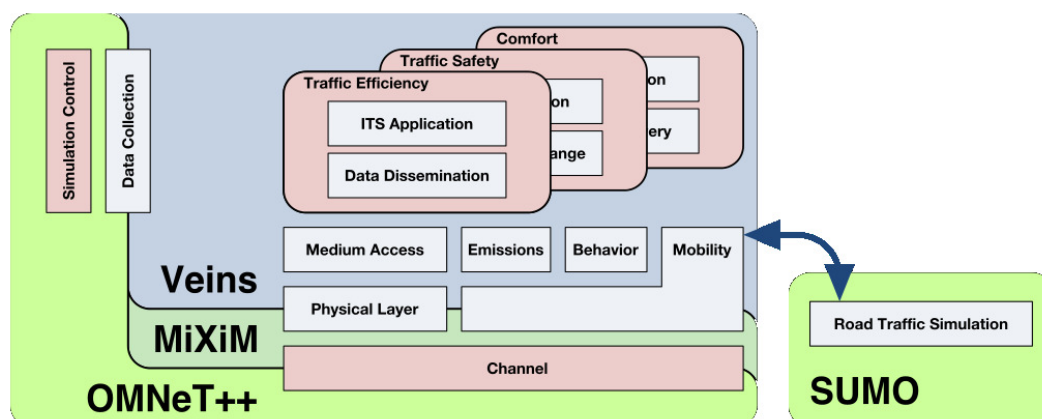 Comfort
on
ery
Traffic Safety
on
ange
Traffic Efficiency
ITS Application
Data Dissemination
Simulation Control
Data Collection
Medium Access
Emissions
Behavior
Mobility
Veins
Physical Layer
Road Traffic Simulation
MiXiM
Channel
OMNeT++
SUMO